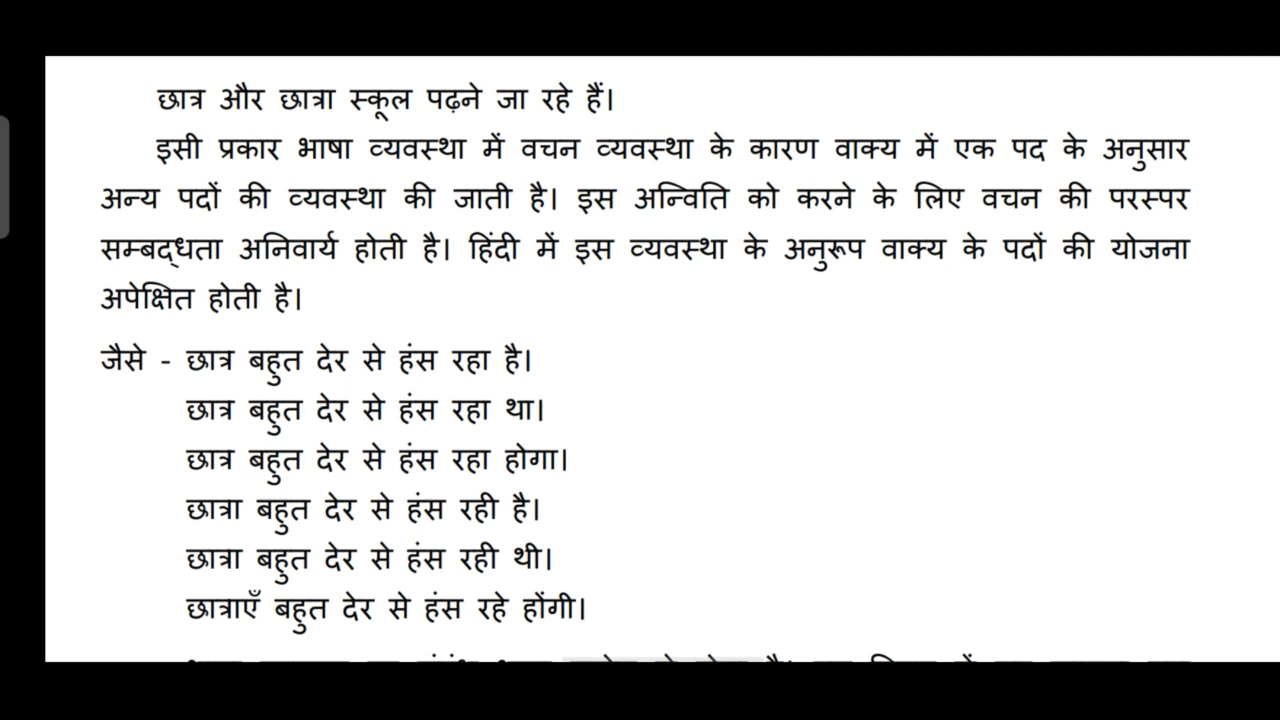 छात्र और छात्रा स्कूल पढ़ने जा रहे हैं।
इसी प्रकार भाषा व्यवस्था में वचन व्यवस्था के कारण वाक्य में एक पद के अनुसार
अन्य पदों की व्यवस्था की जाती है। इस अन्विति को करने के लिए वचन की परस्पर
सम्बद्धता अनिवार्य होती है। हिंदी में इस व्यवस्था के अनुरूप वाक्य के पदों की योजना
अपेक्षित होती है।
जैसे - छात्र बहुत देर से हंस रहा है।
छात्र बहुत देर से हंस रहा था।
छात्र बहुत देर से हंस रहा होगा।
छात्रा बहुत देर से हंस रही है।
छात्रा बहुत देर से हंस रही थी।
छात्राएँ बहुत देर से हंस रहे होंगी।